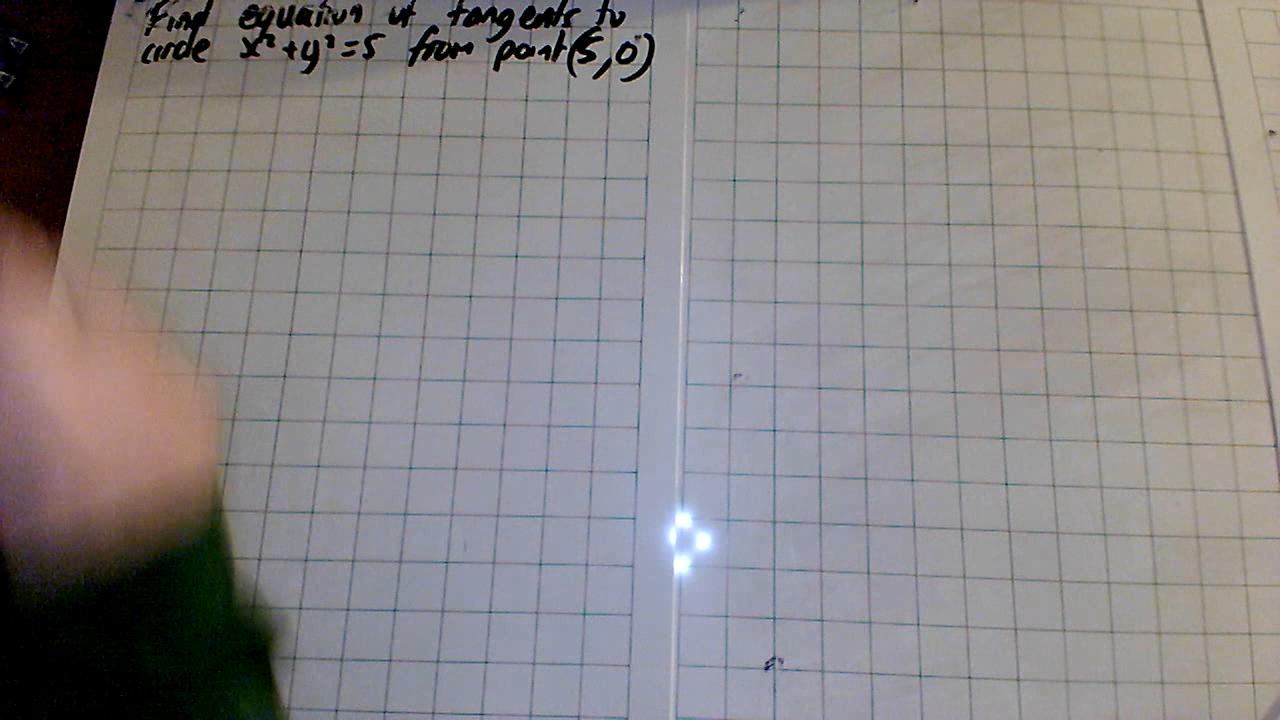 Find equation of tangents to
circle x²+y²=5 from point (5,0)